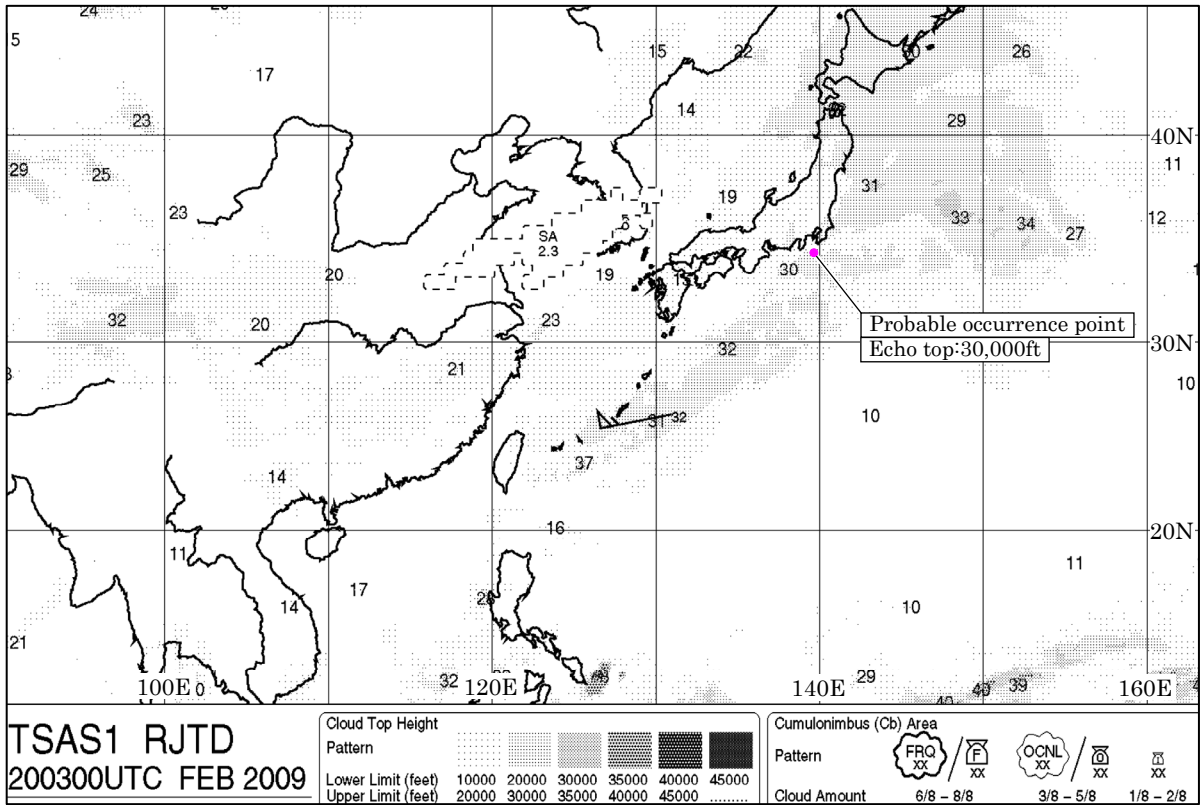 24
5
15
22
26
17
14
23
29
40N
11
29
25
31
19
23
33
12
34
27
SA
2.3
20
19
30
32
20
23
Probable occurrence point
Echo top:30,000ft
30N
32
21
10
10
32
37
14
16
20N
11
11
17
14
10
21
32
29
39
100E
120E
140E
160E
TSAS1 RJTD
200300UTC FEB 2009
Cloud Top Height
Pattern
Lower Limit (feet) 10000 20000 30000 35000 40000 45000
Upper Limit (feet) 20000 30000 35000 40000 45000 .........
Cumulonimbus (Cb) Area
Pattern
FRQ
XX
/
F
XX
OCNL
XX
/
O
XX
XX
Cloud Amount 6/8 – 8/8 3/8 – 5/8 1/8 – 2/8